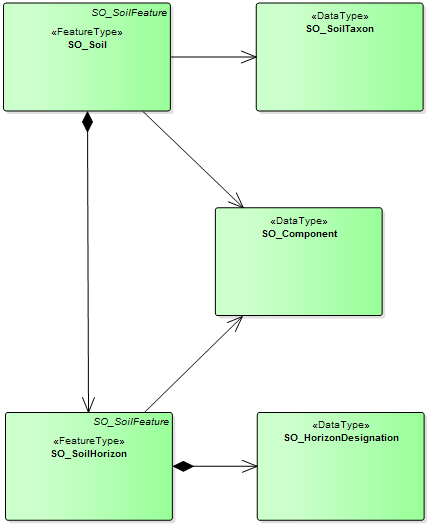 SO_SoilFeature
«FeatureType»
SO_Soil
«DataType»
SO_SoilTaxon
«DataType»
SO_Component
SO_SoilFeature
«FeatureType»
SO_SoilHorizon
«DataType»
SO_HorizonDesignation